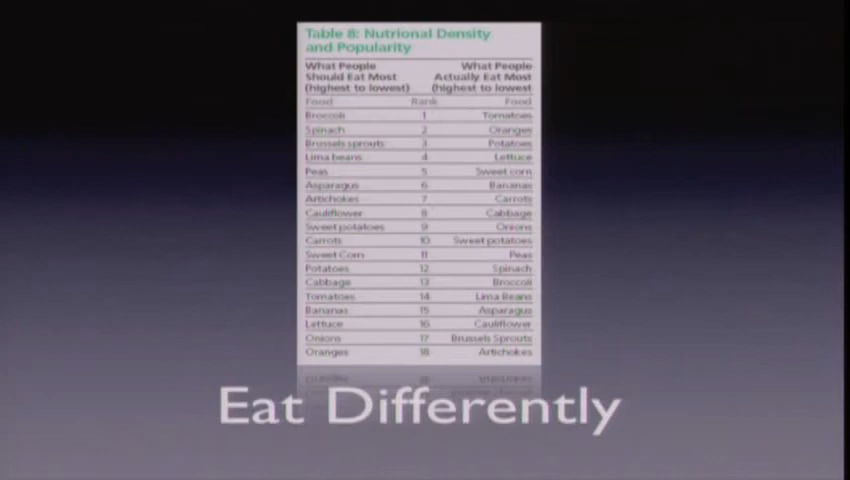 Table 8: Nutrional Density
and Popularity
What People What People
Should Eat Most Actually Eat Most
(highest to lowest) (highest to lowest
Food Rank Food
Broccoli 1 Tomatoes
Spinach 2 Oranges
Brussels sprouts 3 Potatoes
Lima beans 4 Lettuce
Peas 5 Sweet corn
Asparagus 6 Bananas
Artichokes 7 Carrots
Cauliflower 8 Cabbage
Sweet potatoes 9 Onions
Carrots 10 Sweet potatoes
Sweet Corn 11 Peas
Potatoes 12 Spinach
Cabbage 13 Broccoli
Tomatoes 14 Lima Beans
Bananas 15 Asparagus
Lettuce 16 Cauliflower
Onions 17 Brussels Sprouts
Oranges 18 Artichokes
Eat Differently